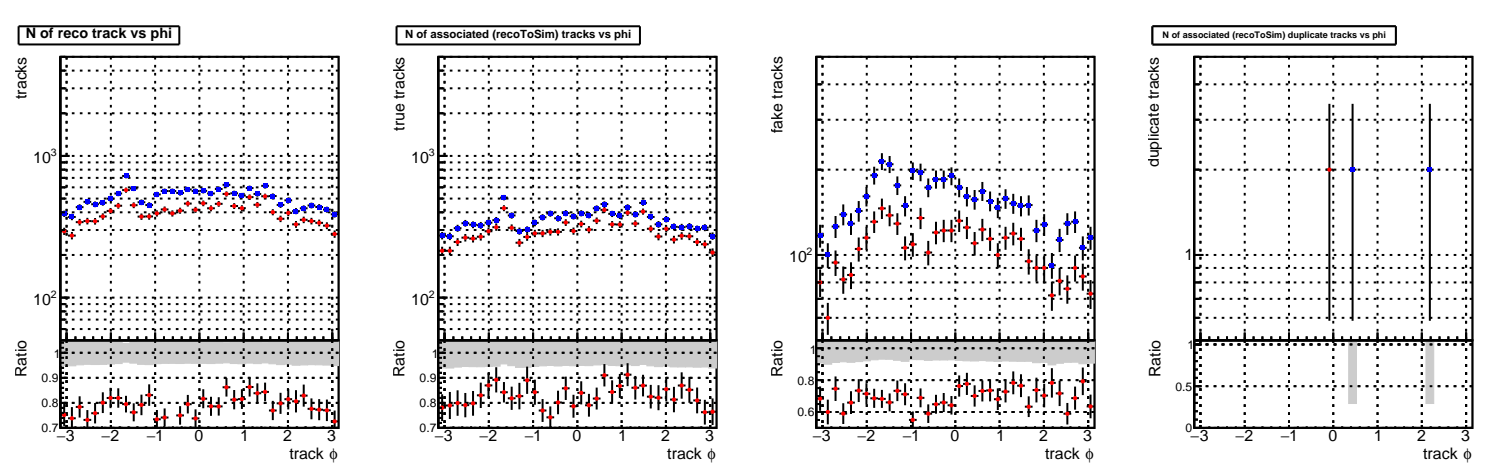 N of reco track vs phi
tracks
10³
10²
Ratio
1
0.9
0.8
0.7
−3 −2 −1 0 1 2 3
track ϕ
N of associated (recoToSim) tracks vs phi
true tracks
10³
10²
Ratio
1
0.9
0.8
0.7
−3 −2 −1 0 1 2 3
track ϕ
fake tracks
10²
Ratio
1
0.8
0.6
−3 −2 −1 0 1 2 3
track ϕ
N of associated (recoToSim) duplicate tracks vs phi
duplicate tracks
1
Ratio
1
0.5
0
−3 −2 −1 0 1 2 3
track ϕ